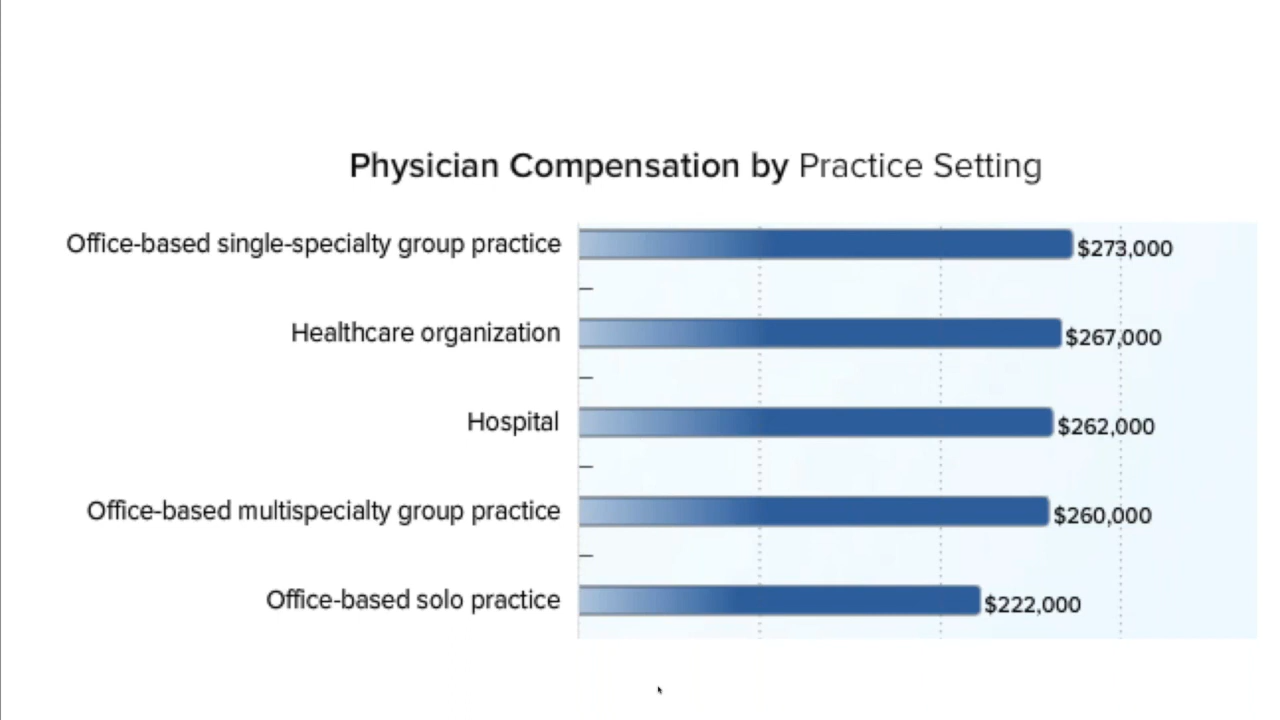 Physician Compensation by Practice Setting
Office-based single-specialty group practice $273,000
Healthcare organization $267,000
Hospital $262,000
Office-based multispecialty group practice $260,000
Office-based solo practice $222,000